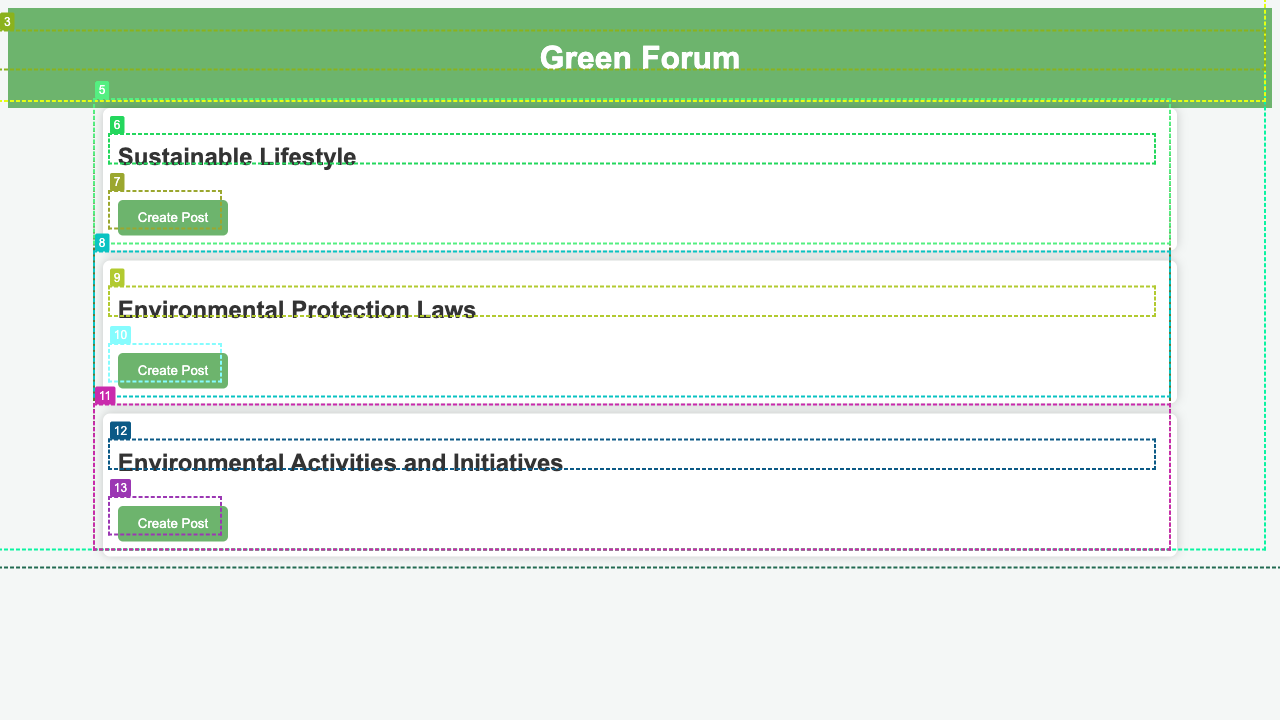 3
Green Forum
5
6
Sustainable Lifestyle
7
Create Post
8
9
Environmental Protection Laws
10
Create Post
11
12
Environmental Activities and Initiatives
13
Create Post